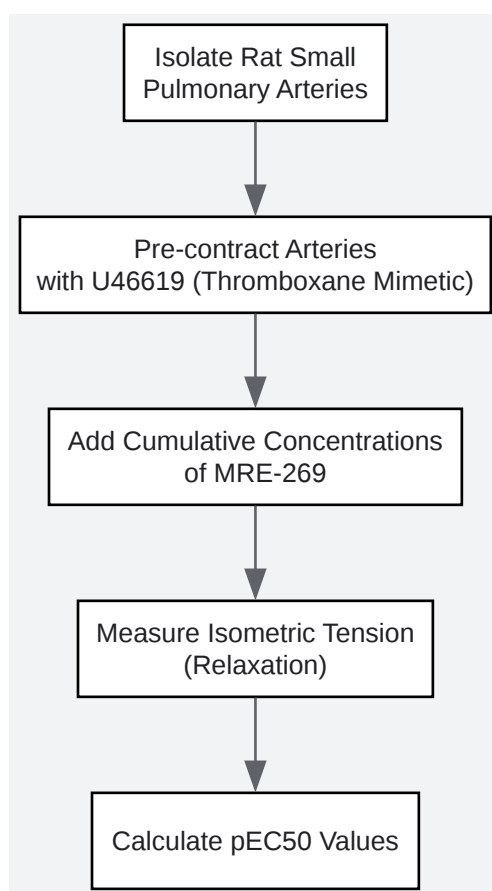 Isolate Rat Small
Pulmonary Arteries
Pre-contract Arteries
with U46619 (Thromboxane Mimetic)
Add Cumulative Concentrations
of MRE-269
Measure Isometric Tension
(Relaxation)
Calculate pEC50 Values